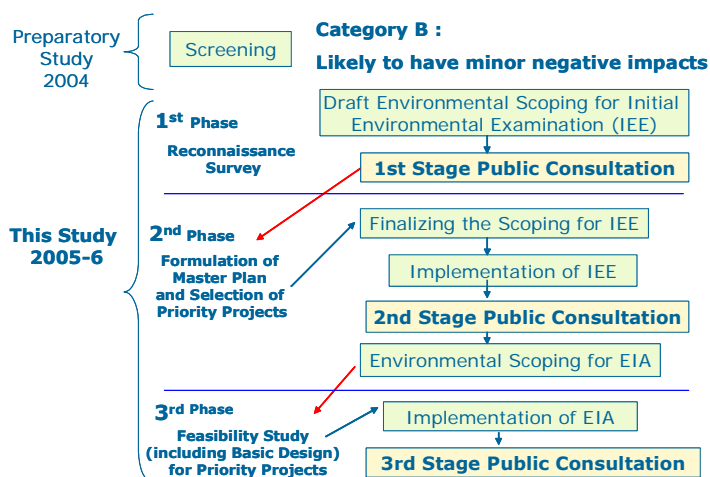 Preparatory
Study
2004
Screening
Category B :
Likely to have minor negative impacts
This Study
2005-6
1st Phase
Reconnaissance
Survey
Draft Environmental Scoping for Initial
Environmental Examination (IEE)
1st Stage Public Consultation
2nd Phase
Formulation of
Master Plan
and Selection of
Priority Projects
Finalizing the Scoping for IEE
Implementation of IEE
2nd Stage Public Consultation
Environmental Scoping for EIA
3rd Phase
Feasibility Study
(including Basic Design)
for Priority Projects
Implementation of EIA
3rd Stage Public Consultation